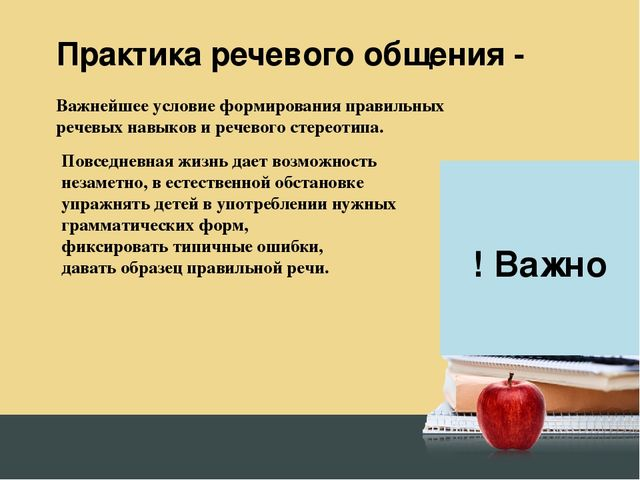 Практика речевого общения -
Важнейшее условие формирования правильных
речевых навыков и речевого стереотипа.
Повседневная жизнь дает возможность
незаметно, в естественной обстановке
упражнять детей в употреблении нужных
грамматических форм,
фиксировать типичные ошибки,
давать образец правильной речи.
! Важно